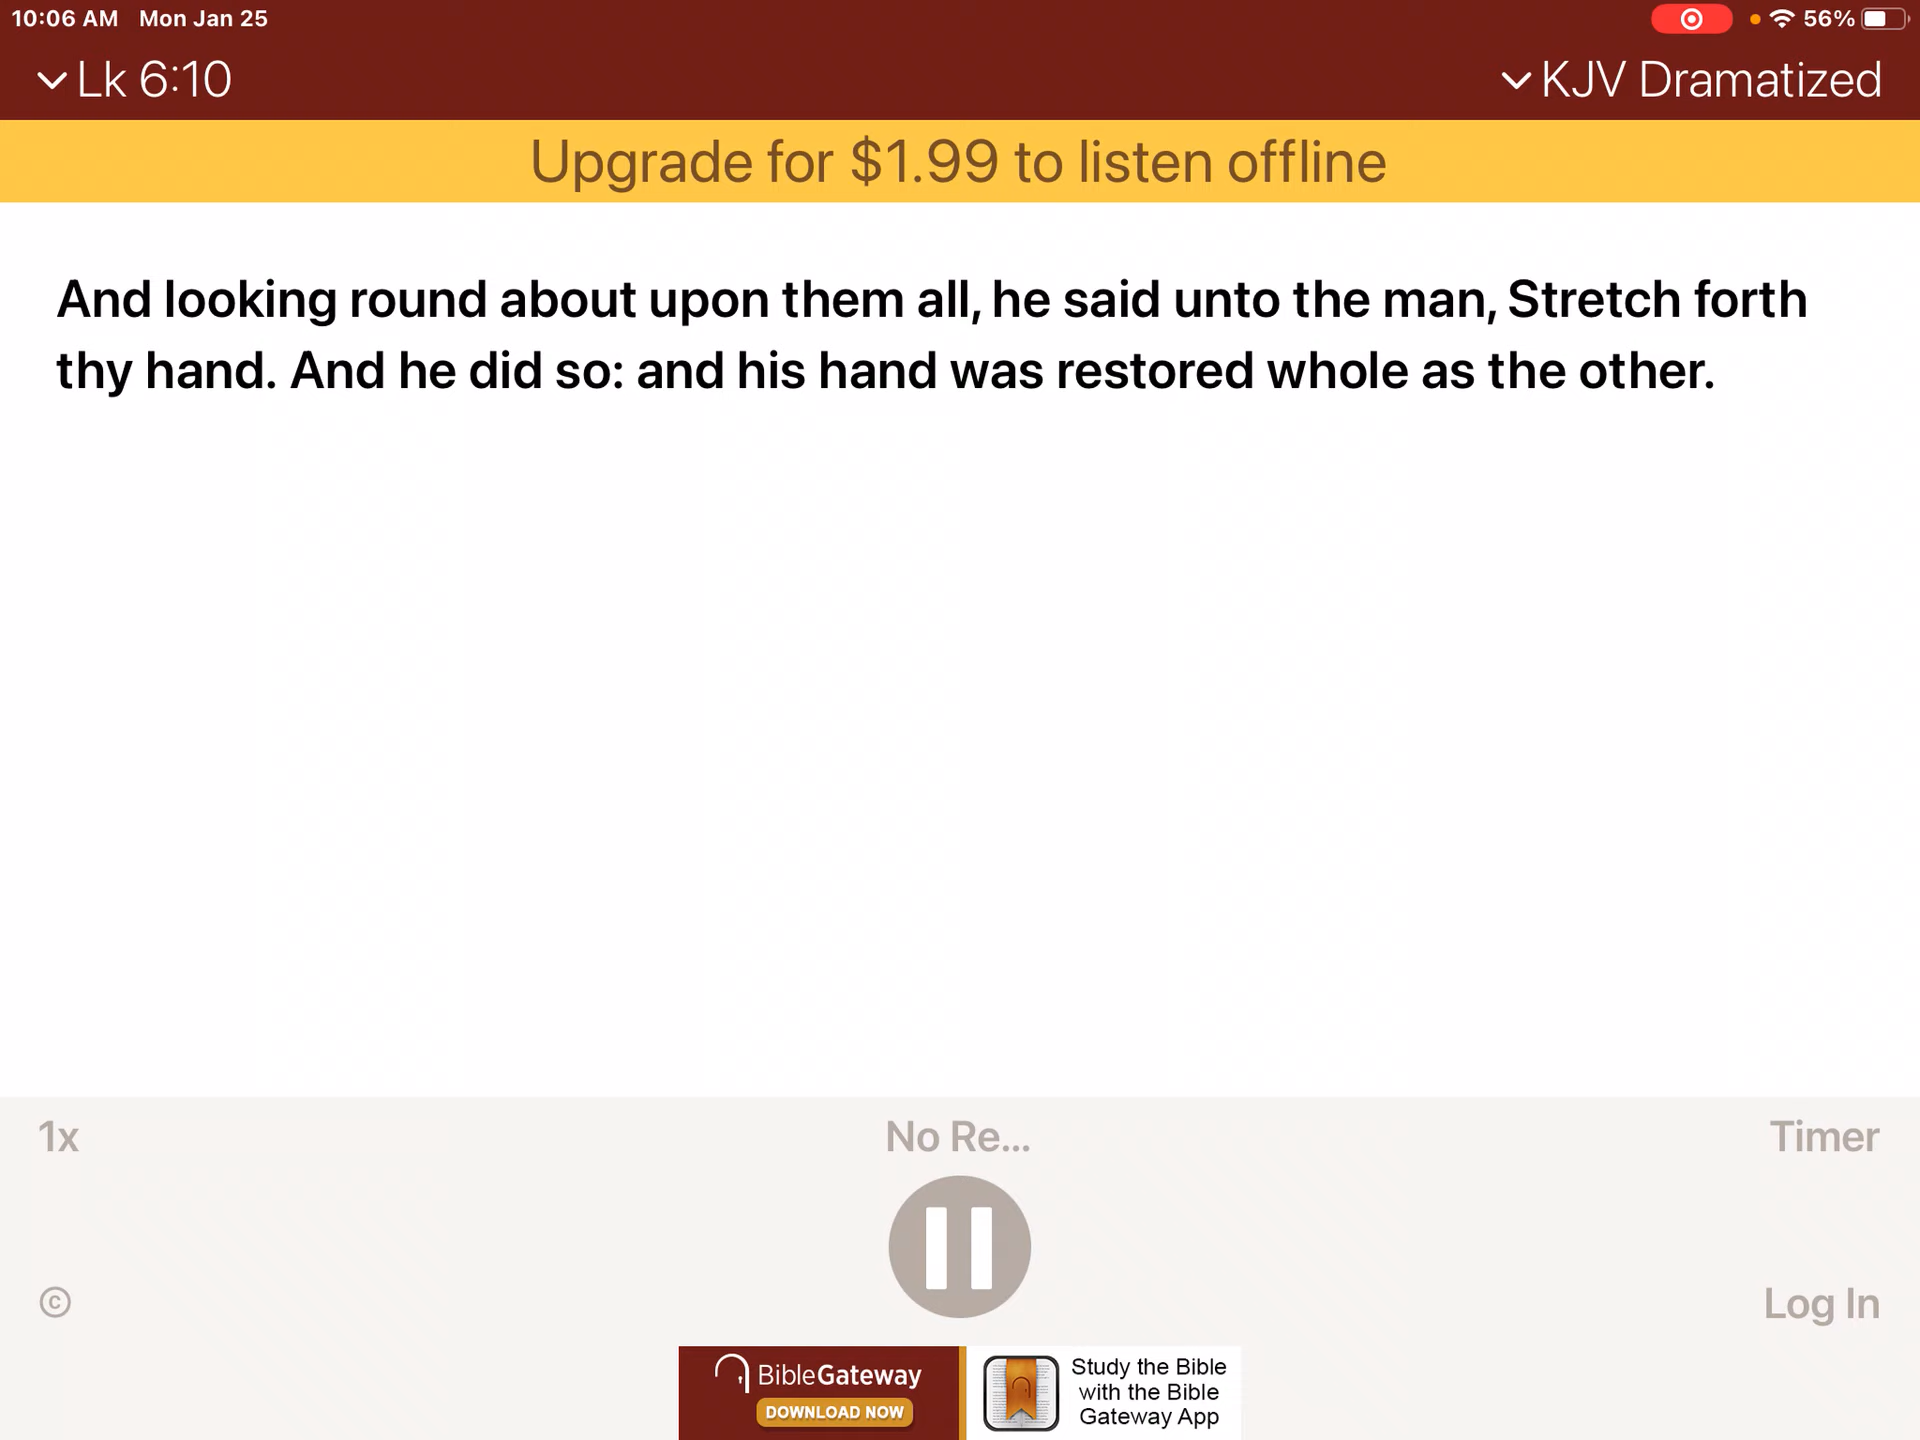 10:06 AM Mon Jan 25
56%
Lk 6:10
KJV Dramatized
Upgrade for $1.99 to listen offline
And looking round about upon them all, he said unto the man, Stretch forth
thy hand. And he did so: and his hand was restored whole as the other.
1x
No Re...
Timer
©
Log In
BibleGateway
DOWNLOAD NOW
Study the Bible
with the Bible
Gateway App